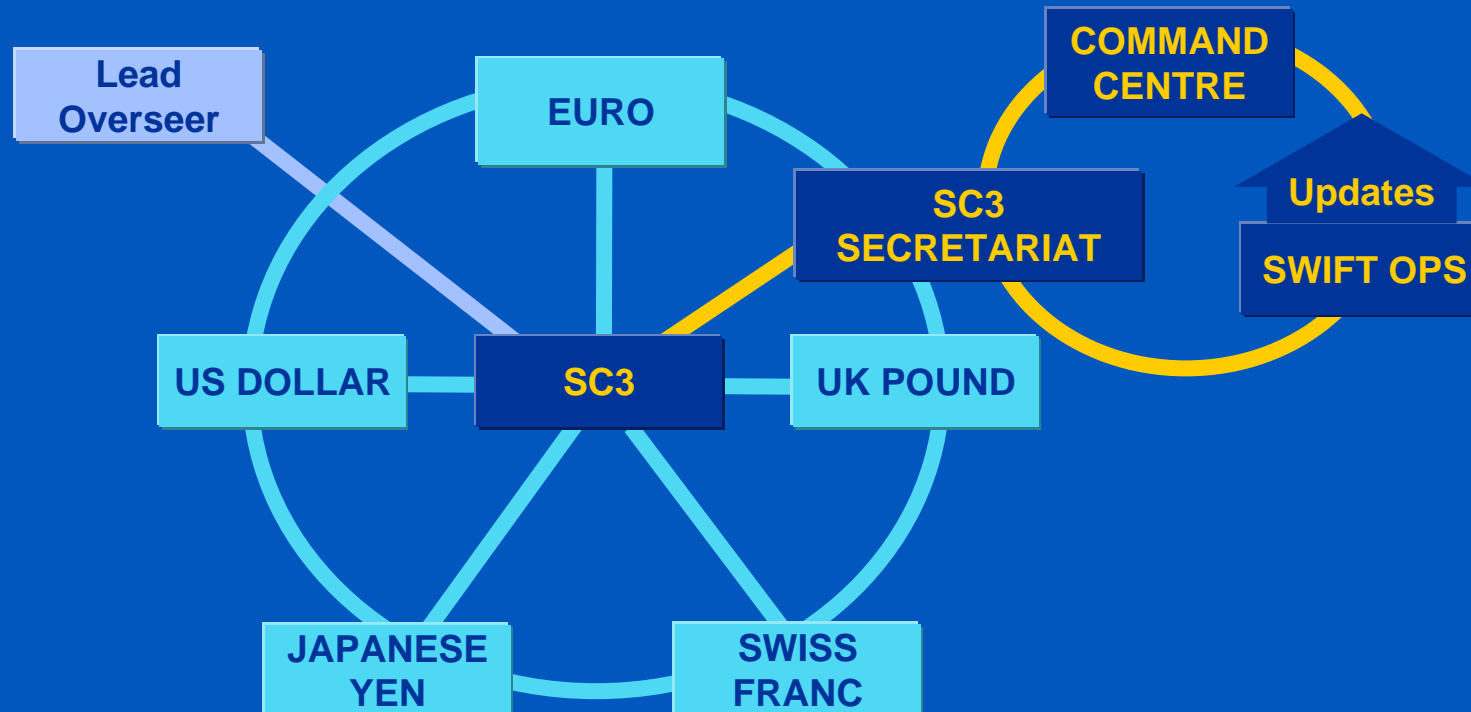 Lead
Overseer
EURO
COMMAND
CENTRE
Updates
SC3
SECRETARIAT
SWIFT OPS
US DOLLAR
SC3
UK POUND
JAPANESE
YEN
SWISS
FRANC